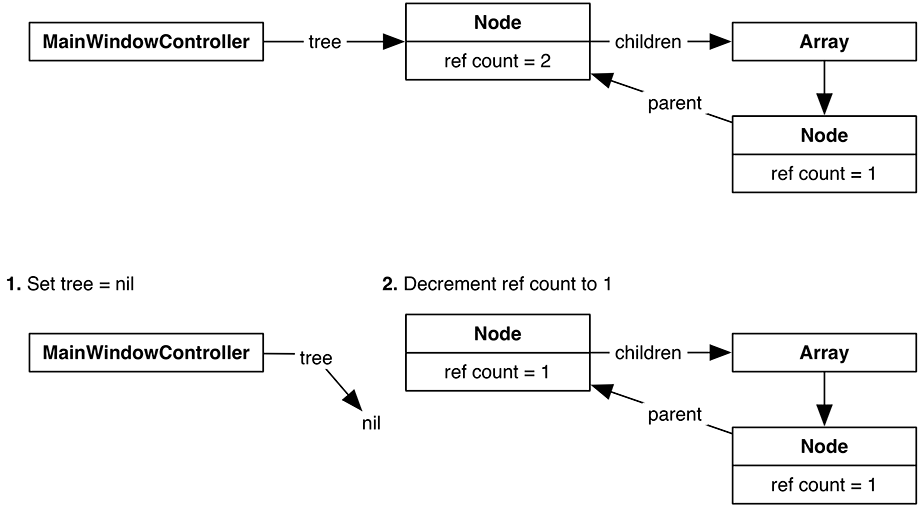 MainWindowController
tree
Node
ref count = 2
children
Array
parent
Node
ref count = 1
1. Set tree = nil
2. Decrement ref count to 1
MainWindowController
tree
nil
Node
ref count = 1
children
Array
parent
Node
ref count = 1